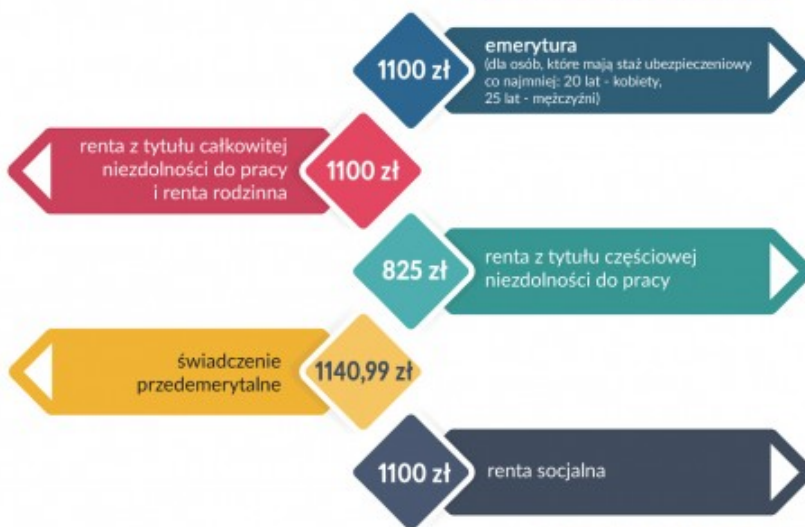 1100 zł
emerytura
(dla osób, które mają staż ubezpieczeniowy
co najmniej: 20 lat - kobiety,
25 lat - mężczyźni)
renta z tytułu całkowitej
niezdolności do pracy
i renta rodzinna
1100 zł
825 zł
renta z tytułu częściowej
niezdolności do pracy
świadczenie
przedemerytalne
1140,99 zł
1100 zł
renta socjalna